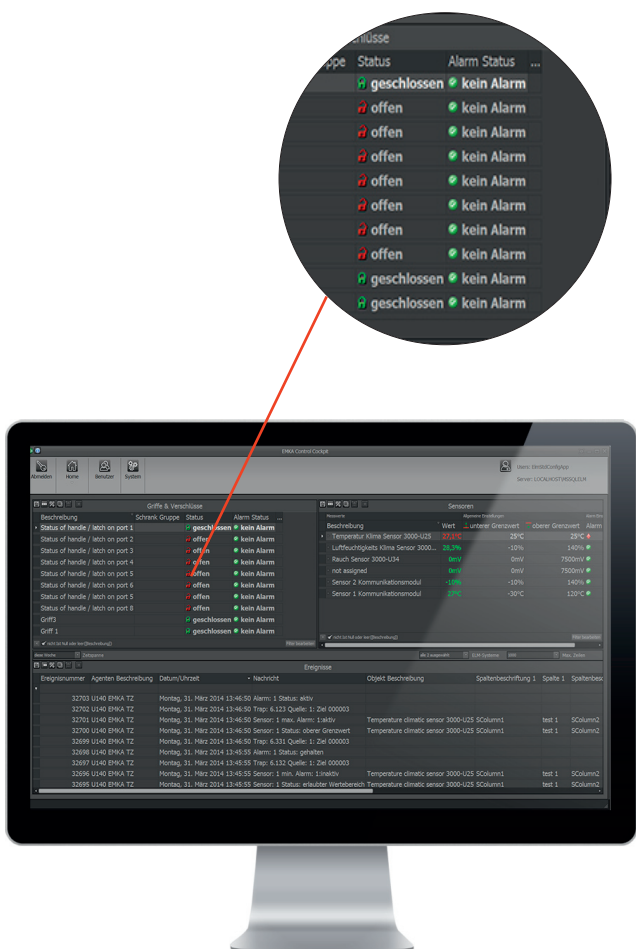 hlüsse
ppe Status Alarm Status ...
geschlossen kein Alarm
offen kein Alarm
offen kein Alarm
offen kein Alarm
offen kein Alarm
offen kein Alarm
offen kein Alarm
offen kein Alarm
geschlossen kein Alarm
geschlossen kein Alarm
EMKA Control Cockpit
Abmelden Home Benutzer System
Users: EmStdConfigApp
Server: LOCALHOST\MSSQLELM
Griffe & Verschlüsse
Beschreibung Schrank Gruppe Status Alarm Status ...
Status of handle / latch on port 1 geschlossen kein Alarm
Status of handle / latch on port 2 offen kein Alarm
Status of handle / latch on port 3 offen kein Alarm
Status of handle / latch on port 4 offen kein Alarm
Status of handle / latch on port 5 offen kein Alarm
Status of handle / latch on port 6 offen kein Alarm
Status of handle / latch on port 5 offen kein Alarm
Status of handle / latch on port 8 offen kein Alarm
Griff3 geschlossen kein Alarm
Griff 1 geschlossen kein Alarm
Sensoren
Messwerte Allgemeine Einstellungen
Beschreibung Wert unterer Grenzwert oberer Grenzwert Alarm
Temperatur Klima Sensor 3000-U25 27,1°C 25°C 25°C
Luftfeuchtigkeits Klima Sensor 3000... 28,2% -10% 140%
Rauch Sensor 3000-U34 0mV 0mV 7500mV
not assigned 0mV 0mV 7500mV
Sensor 2 Kommunikationsmodul -10% -10% 140%
Sensor 1 Kommunikationsmodul 27°C -30°C 120°C
Zeitspanne ELM-Systeme 1000 Max. Zeilen
Ereignisse
Ereignisnummer Agenten Beschreibung Datum/Uhrzeit Nachricht Objekt Beschreibung Spaltenbeschriftung 1 Spalte 1 Spaltenbesc
32703 U140 EMKA TZ Montag, 31. März 2014 13:46:50 Alarm: 1 Status: aktiv
32702 U140 EMKA TZ Montag, 31. März 2014 13:46:50 Trap: 6.123 Quelle: 1: Ziel 000003
32701 U140 EMKA TZ Montag, 31. März 2014 13:46:50 Sensor: 1 max. Alarm: 1:aktiv Temperature climatic sensor 3000-U25 SColumn1 test 1 SColumn2
32700 U140 EMKA TZ Montag, 31. März 2014 13:46:50 Sensor: 1 Status: oberer Grenzwert Temperature climatic sensor 3000-U25 SColumn1 test 1 SColumn2
32699 U140 EMKA TZ Montag, 31. März 2014 13:46:50 Trap: 6.331 Quelle: 1: Ziel 000003
32698 U140 EMKA TZ Montag, 31. März 2014 13:45:55 Alarm: 1 Status: gehalten
32697 U140 EMKA TZ Montag, 31. März 2014 13:45:55 Trap: 6.132 Quelle: 1: Ziel 000003
32696 U140 EMKA TZ Montag, 31. März 2014 13:45:55 Sensor: 1 min. Alarm: 1:inaktiv Temperature climatic sensor 3000-U25 SColumn1 test 1 SColumn2
32695 U140 EMKA TZ Montag, 31. März 2014 13:45:55 Sensor: 1 Status: erlaubter Wertebereich Temperature climatic sensor 3000-U25 SColumn1 test 1 SColumn2